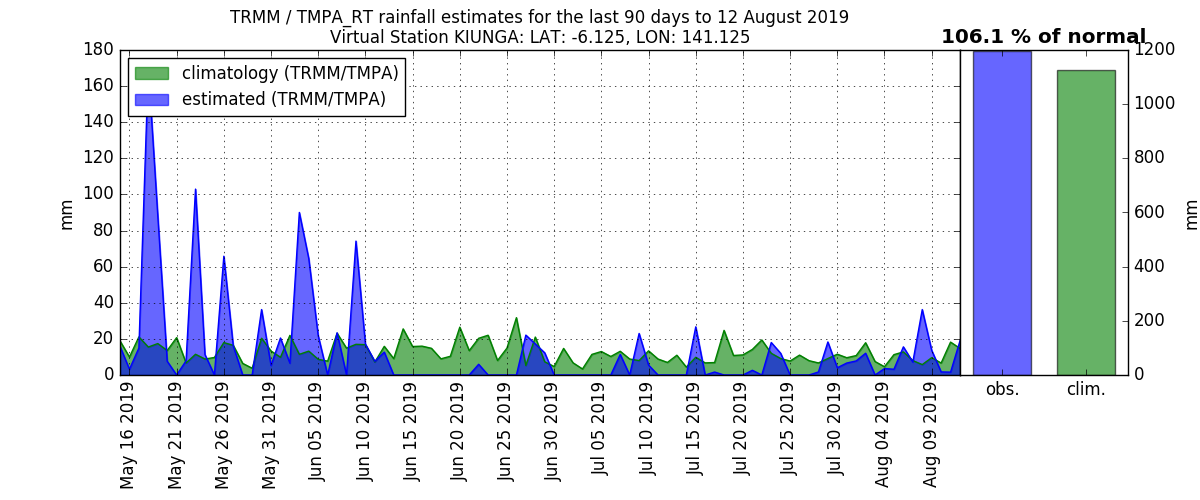 TRMM / TMPA_RT rainfall estimates for the last 90 days to 12 August 2019
Virtual Station KIUNGA: LAT: -6.125, LON: 141.125
106.1 % of normal
climatology (TRMM/TMPA)
estimated (TRMM/TMPA)
mm
180
160
140
120
100
80
60
40
20
0
May 16 2019
May 21 2019
May 26 2019
May 31 2019
Jun 05 2019
Jun 10 2019
Jun 15 2019
Jun 20 2019
Jun 25 2019
Jun 30 2019
Jul 05 2019
Jul 10 2019
Jul 15 2019
Jul 20 2019
Jul 25 2019
Jul 30 2019
Aug 04 2019
Aug 09 2019
obs.
clim.
1200
1000
800
600
400
200
0
mm